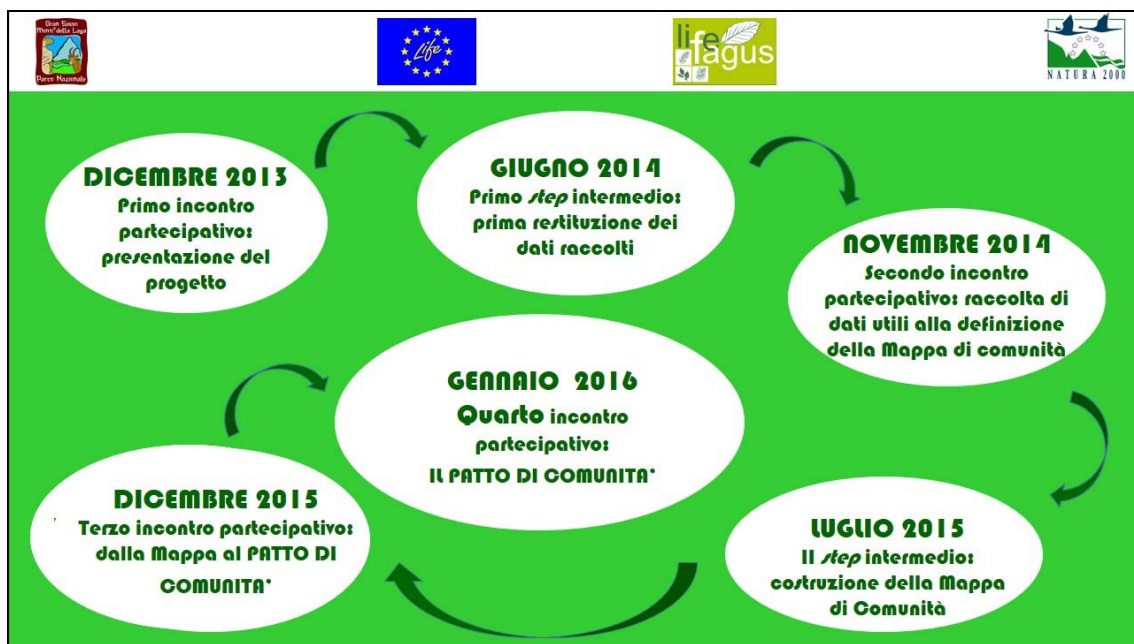 Gran Sasso
Monti della Laga
Parco Nazionale
Life
life
fagus
NATURA 2000
DICEMBRE 2013
Primo incontro
partecipativo:
presentazione del
progetto
GIUGNO 2014
Primo step intermedio:
prima restituzione dei
dati raccolti
NOVEMBRE 2014
Secondo incontro
partecipativo: raccolta di
dati utili alla definizione
della Mappa di comunità
LUGLIO 2015
II step intermedio:
costruzione della Mappa
di Comunità
DICEMBRE 2015
Terzo incontro partecipativo:
dalla Mappa al PATTO DI
COMUNITA'
GENNAIO 2016
Quarto incontro
partecipativo:
IL PATTO DI COMUNITA'